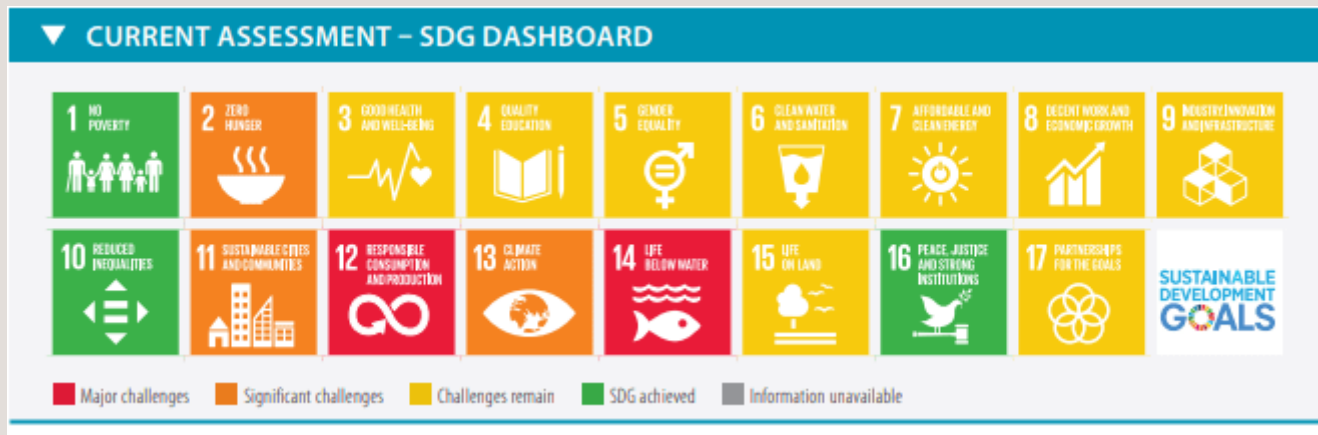 ▼ CURRENT ASSESSMENT – SDG DASHBOARD
1 NO
POVERTY
2 ZERO
HUNGER
3 GOOD HEALTH
AND WELL-BEING
4 QUALITY
EDUCATION
5 GENDER
EQUALITY
6 CLEAN WATER
AND SANITATION
7 AFFORDABLE AND
CLEAN ENERGY
8 DECENT WORK AND
ECONOMIC GROWTH
9 INDUSTRY, INNOVATION
AND INFRASTRUCTURE
10 REDUCED
INEQUALITIES
11 SUSTAINABLE CITIES
AND COMMUNITIES
12 RESPONSIBLE
CONSUMPTION
AND PRODUCTION
13 CLIMATE
ACTION
14 LIFE
BELOW WATER
15 LIFE
ON LAND
16 PEACE, JUSTICE
AND STRONG
INSTITUTIONS
17 PARTNERSHIPS
FOR THE GOALS
SUSTAINABLE
DEVELOPMENT
GOALS
Major challenges Significant challenges Challenges remain SDG achieved Information unavailable